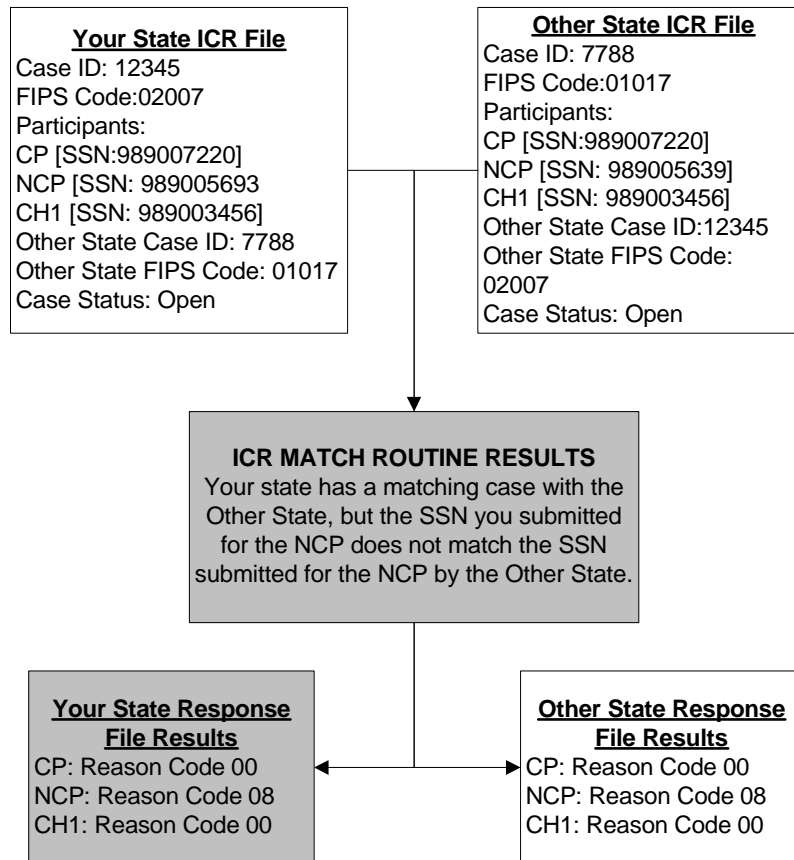 Your State ICR File
Case ID: 12345
FIPS Code:02007
Participants:
CP [SSN:989007220]
NCP [SSN: 989005693
CH1 [SSN: 989003456]
Other State Case ID: 7788
Other State FIPS Code: 01017
Case Status: Open
Other State ICR File
Case ID: 7788
FIPS Code:01017
Participants:
CP [SSN:989007220]
NCP [SSN: 989005639]
CH1 [SSN: 989003456]
Other State Case ID:12345
Other State FIPS Code:
02007
Case Status: Open
ICR MATCH ROUTINE RESULTS
Your state has a matching case with the
Other State, but the SSN you submitted
for the NCP does not match the SSN
submitted for the NCP by the Other State.
Your State Response
File Results
CP: Reason Code 00
NCP: Reason Code 08
CH1: Reason Code 00
Other State Response
File Results
CP: Reason Code 00
NCP: Reason Code 08
CH1: Reason Code 00